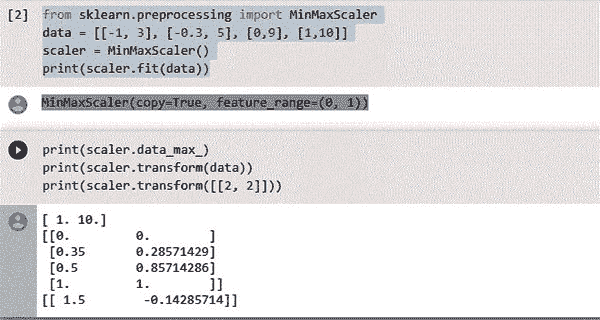 [2] from sklearn.preprocessing import MinMaxScaler
data = [[-1, 3], [-0.3, 5], [0,9], [1,10]]
scaler = MinMaxScaler()
print(scaler.fit(data))
MinMaxScaler(copy=True, feature_range=(0, 1))
print(scaler.data_max_)
print(scaler.transform(data))
print(scaler.transform([[2, 2]]))
[ 1. 10.]
[[0. 0. ]
[0.35 0.28571429]
[0.5 0.85714286]
[1. 1. ]]
[[ 1.5 -0.14285714]]